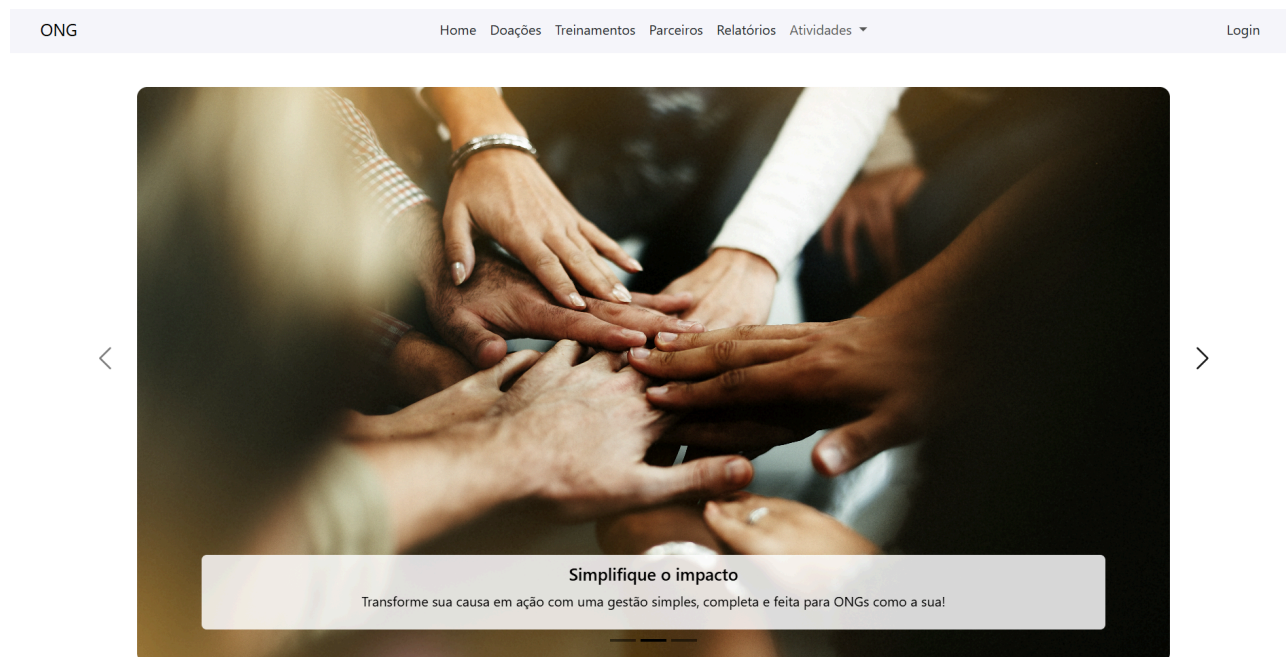 ONG
Home Doações Treinamentos Parceiros Relatórios Atividades
Login
Simplifique o impacto
Transforme sua causa em ação com uma gestão simples, completa e feita para ONGs como a sua!